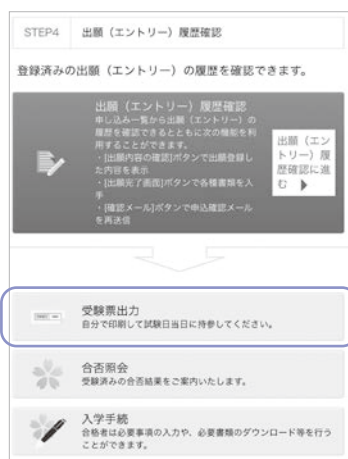 STEP4 出願（エントリー）履歴確認
登録済みの出願（エントリー）の履歴を確認できます。
出願（エントリー）履歴確認
申し込み一覧から出願（エントリー）の
履歴を確認できるとともに次の機能を利
用することができます。
・[出願内容の確認]ボタンで出願登録し
た内容を表示
・[出願完了画面]ボタンで各種書類を入
手
・[確認メール]ボタンで申込確認メール
を再送信
出願（エン
トリー）履
歴確認に進
む ▶
受験票出力
自分で印刷して試験日当日に持参してください。
合否照会
受験済みの合否結果をご案内いたします。
入学手続
合格者は必要事項の入力や、必要書類のダウンロード等を行う
ことができます。